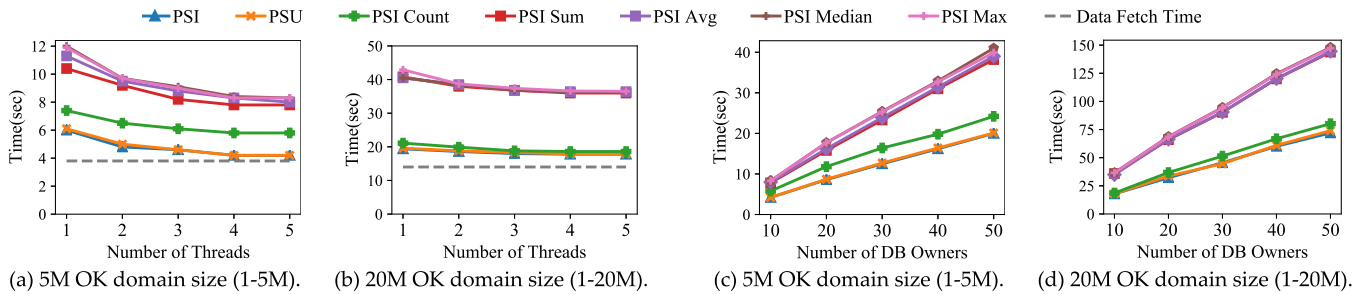 PSI PSU PSI Count PSI Sum PSI Avg PSI Median PSI Max Data Fetch Time
Time(sec)
12
10
8
6
4
2
0
1 2 3 4 5
Number of Threads
(a) 5M OK domain size (1-5M).
Time(sec)
50
40
30
20
10
0
1 2 3 4 5
Number of Threads
(b) 20M OK domain size (1-20M).
Time(sec)
40
30
20
10
0
10 20 30 40 50
Number of DB Owners
(c) 5M OK domain size (1-5M).
Time(sec)
150
125
100
75
50
25
0
10 20 30 40 50
Number of DB Owners
(d) 20M OK domain size (1-20M).